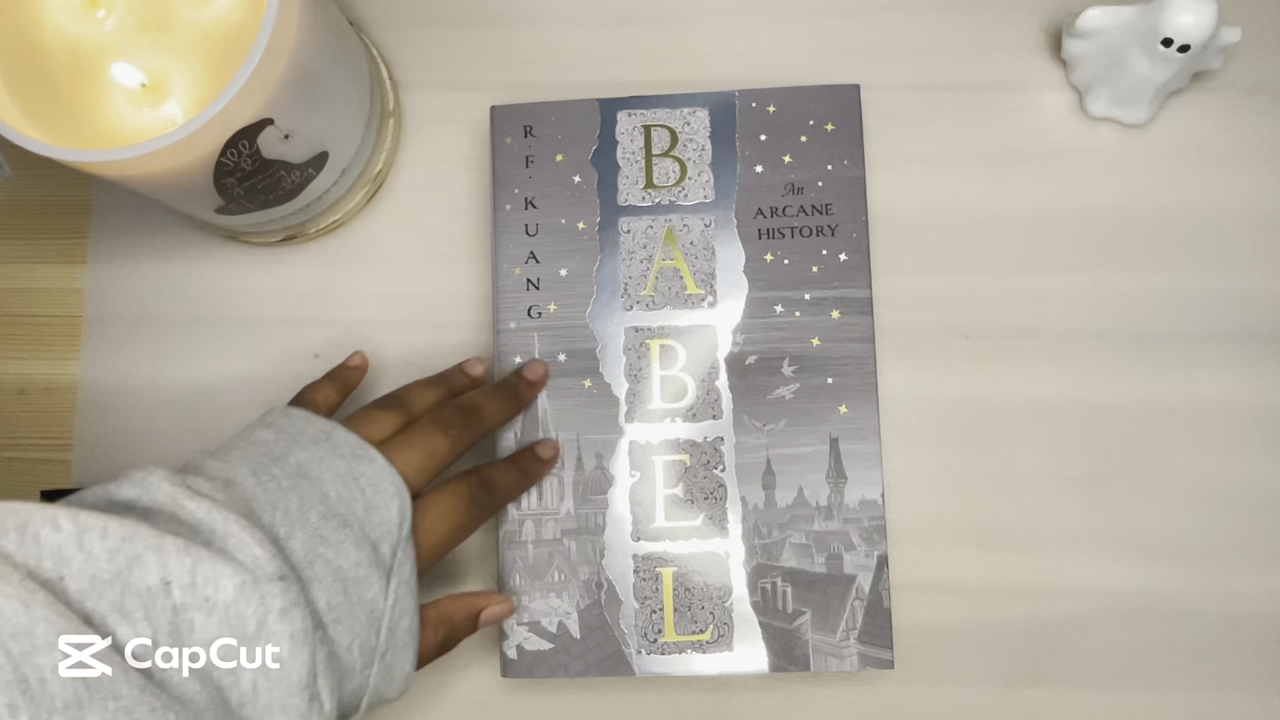 R. F. KUANG
BABEL
An
ARCANE
HISTORY
CapCut